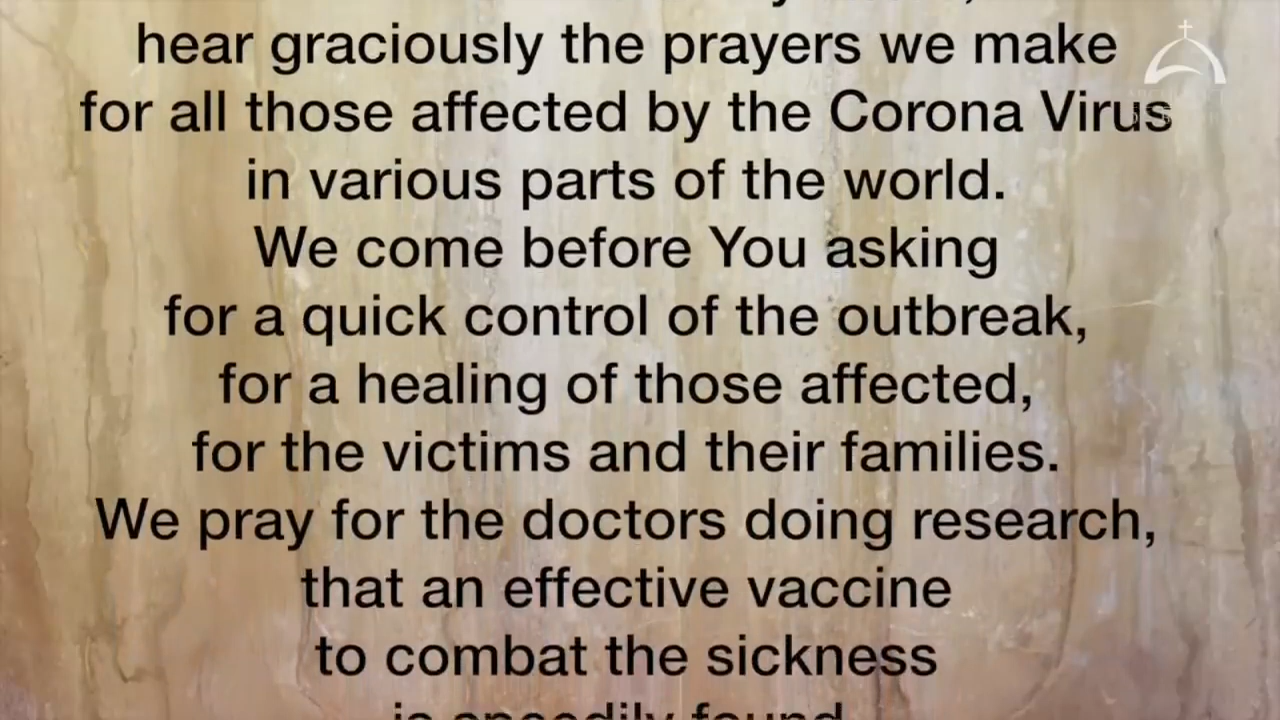 hear graciously the prayers we make
for all those affected by the Corona Virus
in various parts of the world.
We come before You asking
for a quick control of the outbreak,
for a healing of those affected,
for the victims and their families.
We pray for the doctors doing research,
that an effective vaccine
to combat the sickness
is speedily found